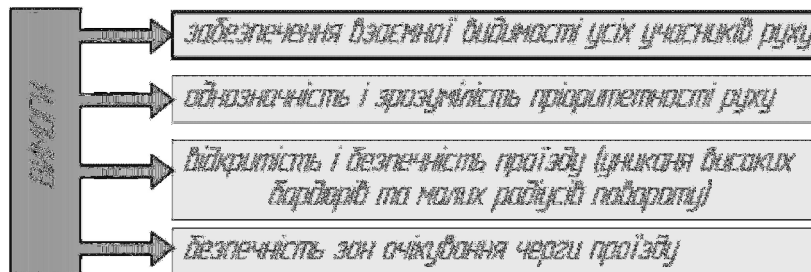 ВИМОГИ
забезпечення взаємної видимості усіх учасників руху
однозначність і зрозумілість пріоритетності руху
відкритість і безпечність проїзду (уникання високих
бордюрів та малих радіусів повороту)
безпечність зон очікування черги проїзду